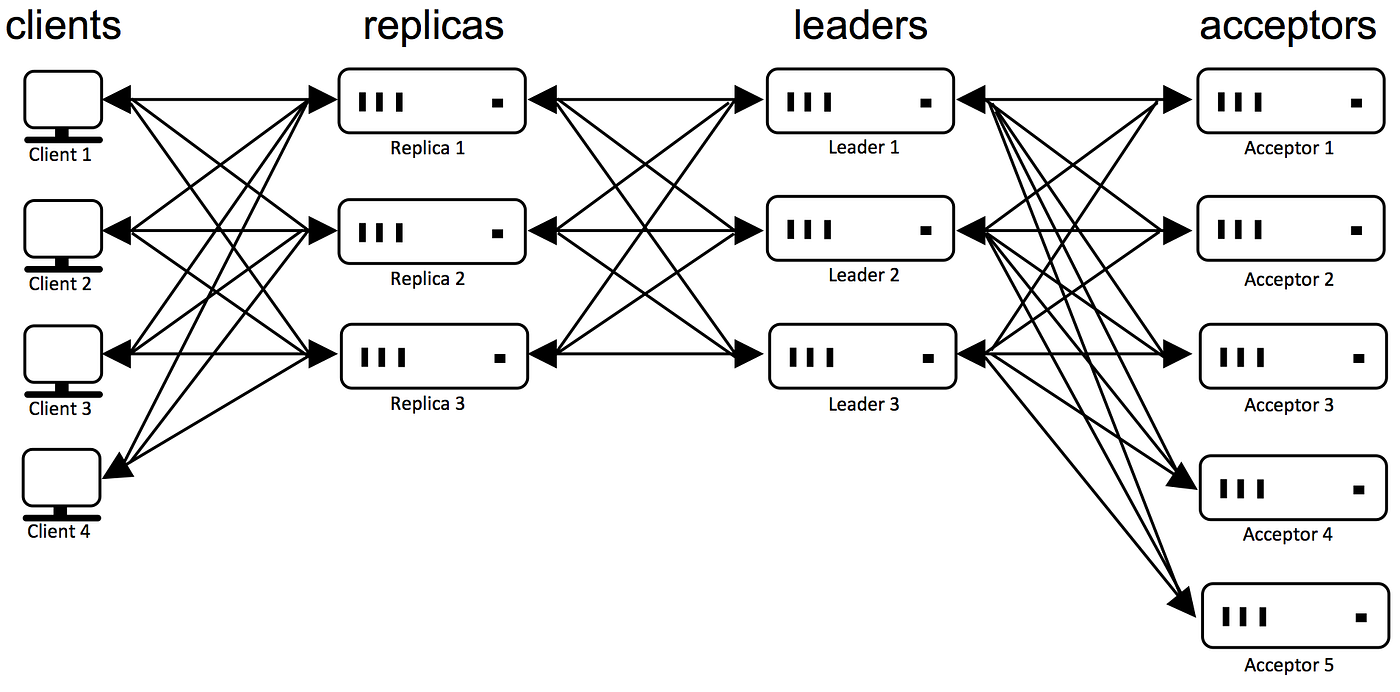 clients
replicas
leaders
acceptors
Client 1
Replica 1
Leader 1
Acceptor 1
Client 2
Replica 2
Leader 2
Acceptor 2
Client 3
Replica 3
Leader 3
Acceptor 3
Client 4
Acceptor 4
Acceptor 5